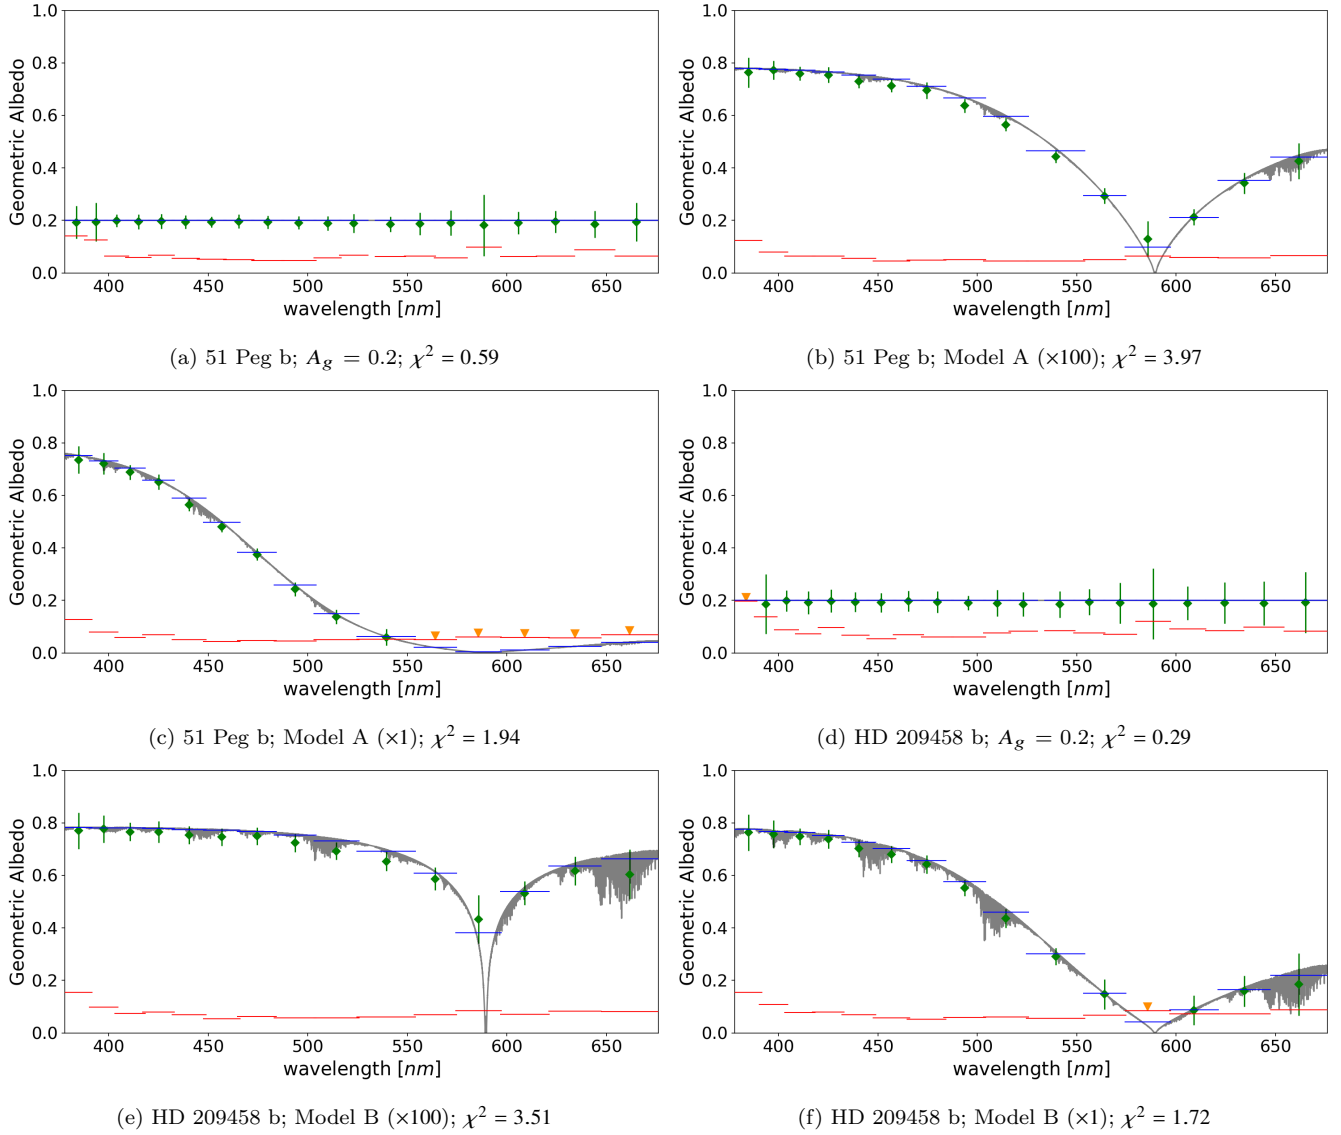 1.0
0.8
0.6
0.4
0.2
0.0
Geometric Albedo
400 450 500 550 600 650
wavelength [nm]
(a) 51 Peg b; A_g = 0.2; χ² = 0.59
1.0
0.8
0.6
0.4
0.2
0.0
Geometric Albedo
400 450 500 550 600 650
wavelength [nm]
(b) 51 Peg b; Model A (×100); χ² = 3.97
1.0
0.8
0.6
0.4
0.2
0.0
Geometric Albedo
400 450 500 550 600 650
wavelength [nm]
(c) 51 Peg b; Model A (×1); χ² = 1.94
1.0
0.8
0.6
0.4
0.2
0.0
Geometric Albedo
400 450 500 550 600 650
wavelength [nm]
(d) HD 209458 b; A_g = 0.2; χ² = 0.29
1.0
0.8
0.6
0.4
0.2
0.0
Geometric Albedo
400 450 500 550 600 650
wavelength [nm]
(e) HD 209458 b; Model B (×100); χ² = 3.51
1.0
0.8
0.6
0.4
0.2
0.0
Geometric Albedo
400 450 500 550 600 650
wavelength [nm]
(f) HD 209458 b; Model B (×1); χ² = 1.72